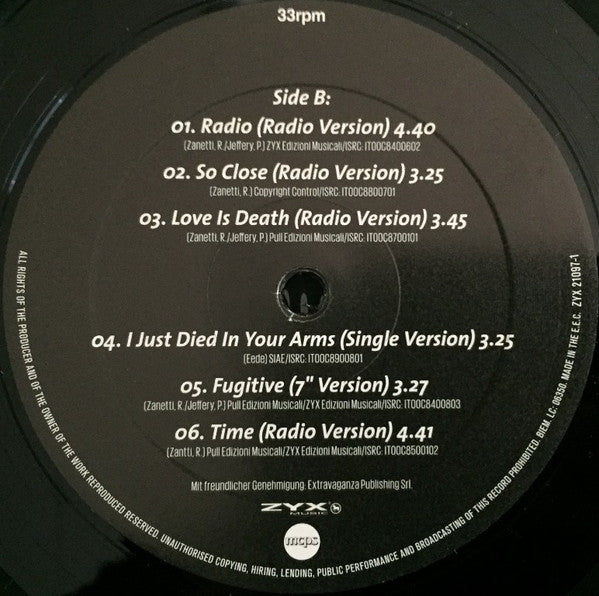 33rpm
Side B:
01. Radio (Radio Version) 4.40
(Zanetti, R./Jeffery, P.) ZYX Edizioni Musicali/ISRC: IT00C8400602
02. So Close (Radio Version) 3.25
(Zanetti, R.) Copyright Control/ISRC: IT00C8800701
03. Love Is Death (Radio Version) 3.45
(Zanetti, R./Jeffery, P.) Pull Edizioni Musicali/ISRC: IT00C8700101
04. I Just Died In Your Arms (Single Version) 3.25
(Eede) SIAE/ISRC: IT00C8900801
05. Fugitive (7" Version) 3.27
(Zanetti, R./Jeffery, P.) Pull Edizioni Musicali/ZYX Edizioni Musicali/ISRC: IT00C8400803
06. Time (Radio Version) 4.41
(Zantti, R.) Pull Edizioni Musicali/ZYX Edizioni Musicali/ISRC: IT00C8500102
Mit freundlicher Genehmigung. Extravaganza Publishing Srl.
ZYX
MUSIC
mcps
ALL RIGHTS OF THE PRODUCER AND OF THE OWNER OF THE WORK REPRODUCED RESERVED. UNAUTHORISED COPYING, HIRING, LENDING, PUBLIC PERFORMANCE AND BROADCASTING OF THIS RECORD PROHIBITED. BIEM. LC: 06350. MADE IN THE E.E.C. ZYX 21097-1